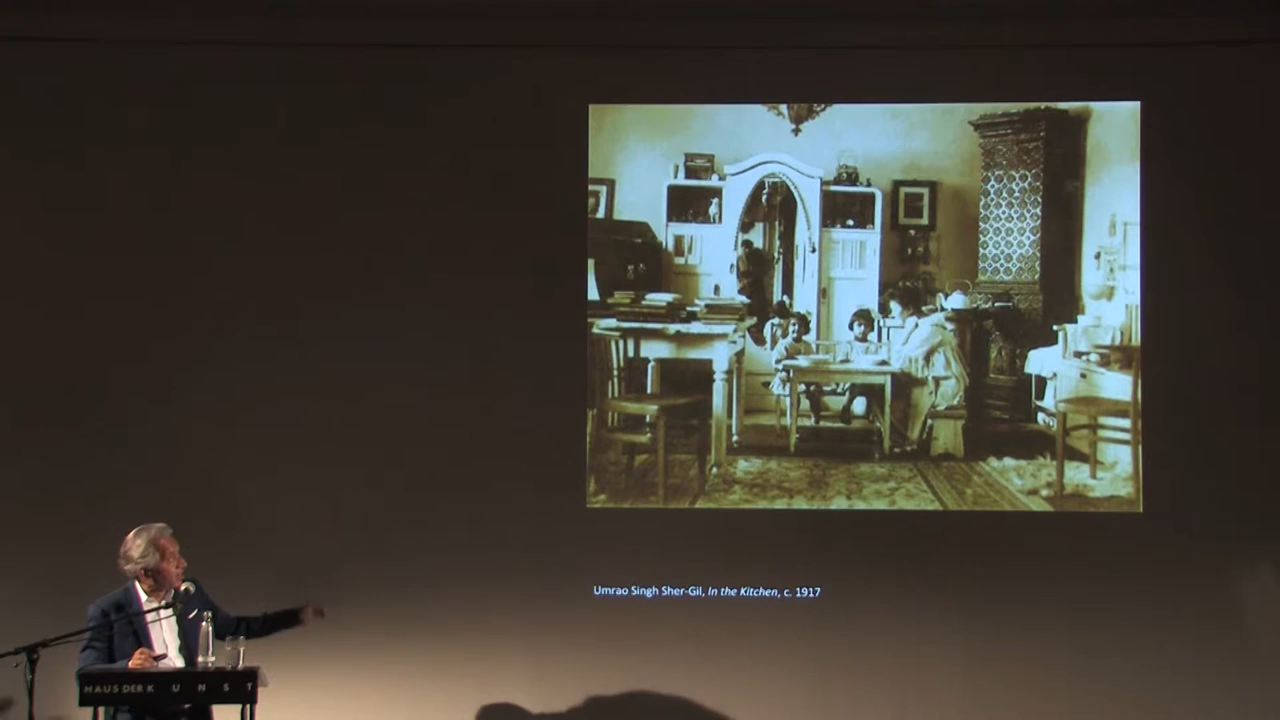 Umrao Singh Sher-Gil, In the Kitchen, c. 1917
HAUS DER K U N S T